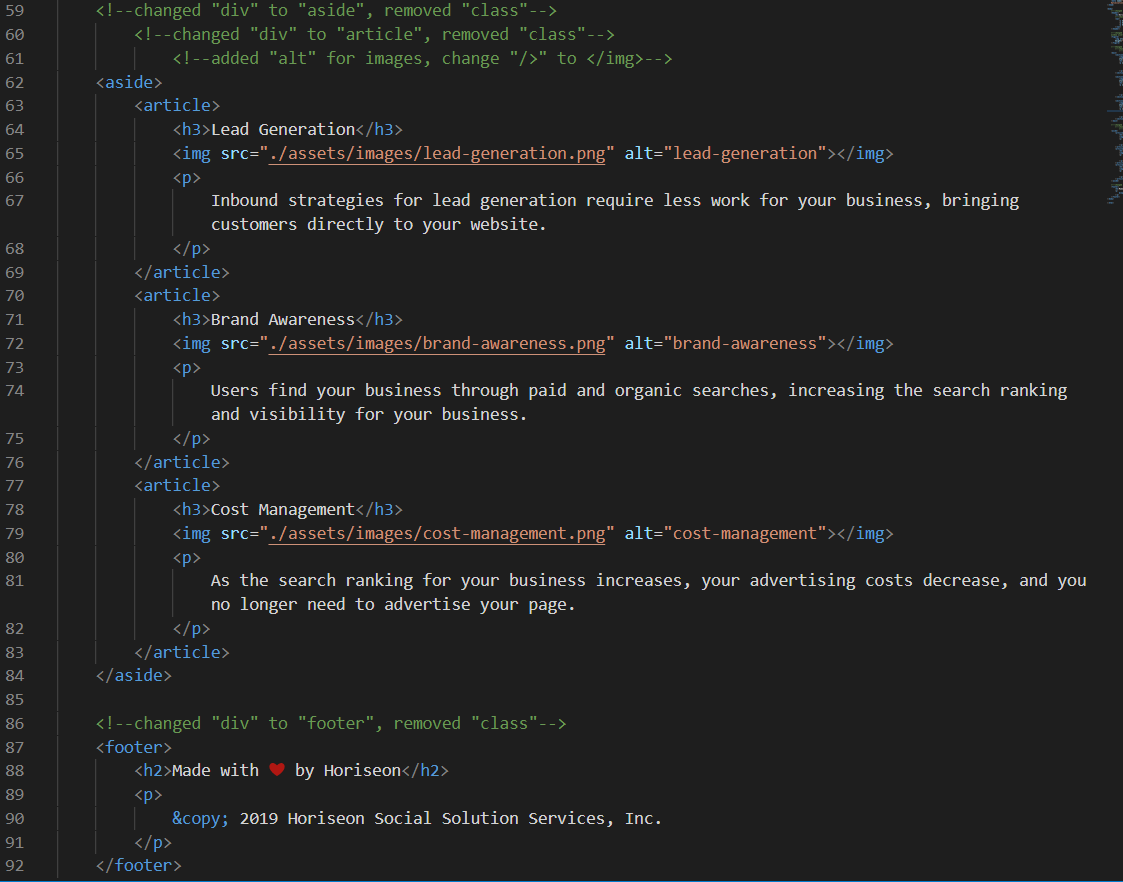 59 <!--changed "div" to "aside", removed "class"-->
60 <!--changed "div" to "article", removed "class"-->
61 <!--added "alt" for images, change "/>" to </img>-->
62 <aside>
63 <article>
64 <h3>Lead Generation</h3>
65 <img src="./assets/images/lead-generation.png" alt="lead-generation"></img>
66 <p>
67 Inbound strategies for lead generation require less work for your business, bringing
customers directly to your website.
68 </p>
69 </article>
70 <article>
71 <h3>Brand Awareness</h3>
72 <img src="./assets/images/brand-awareness.png" alt="brand-awareness"></img>
73 <p>
74 Users find your business through paid and organic searches, increasing the search ranking
and visibility for your business.
75 </p>
76 </article>
77 <article>
78 <h3>Cost Management</h3>
79 <img src="./assets/images/cost-management.png" alt="cost-management"></img>
80 <p>
81 As the search ranking for your business increases, your advertising costs decrease, and you
no longer need to advertise your page.
82 </p>
83 </article>
84 </aside>
85
86 <!--changed "div" to "footer", removed "class"-->
87 <footer>
88 <h2>Made with ❤️ by Horiseon</h2>
89 <p>
90 &copy; 2019 Horiseon Social Solution Services, Inc.
91 </p>
92 </footer>